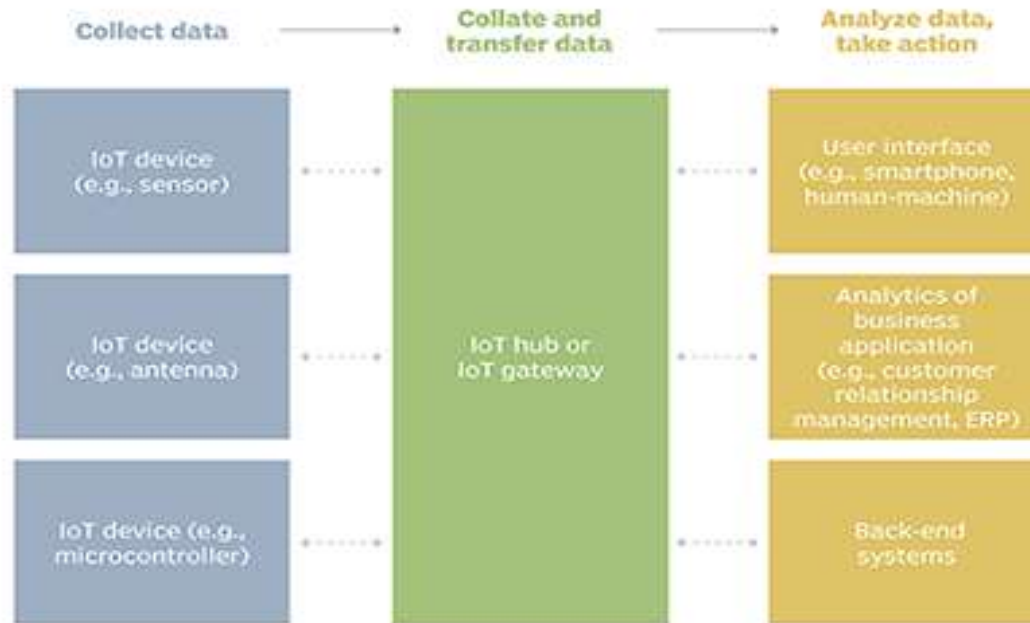 Collect data
Collate and
transfer data
Analyze data,
take action
IoT device
(e.g., sensor)
IoT device
(e.g., antenna)
IoT device (e.g.,
microcontroller)
IoT hub or
IoT gateway
User interface
(e.g., smartphone,
human-machine)
Analytics of
business
application
(e.g., customer
relationship
management, ERP)
Back-end
systems